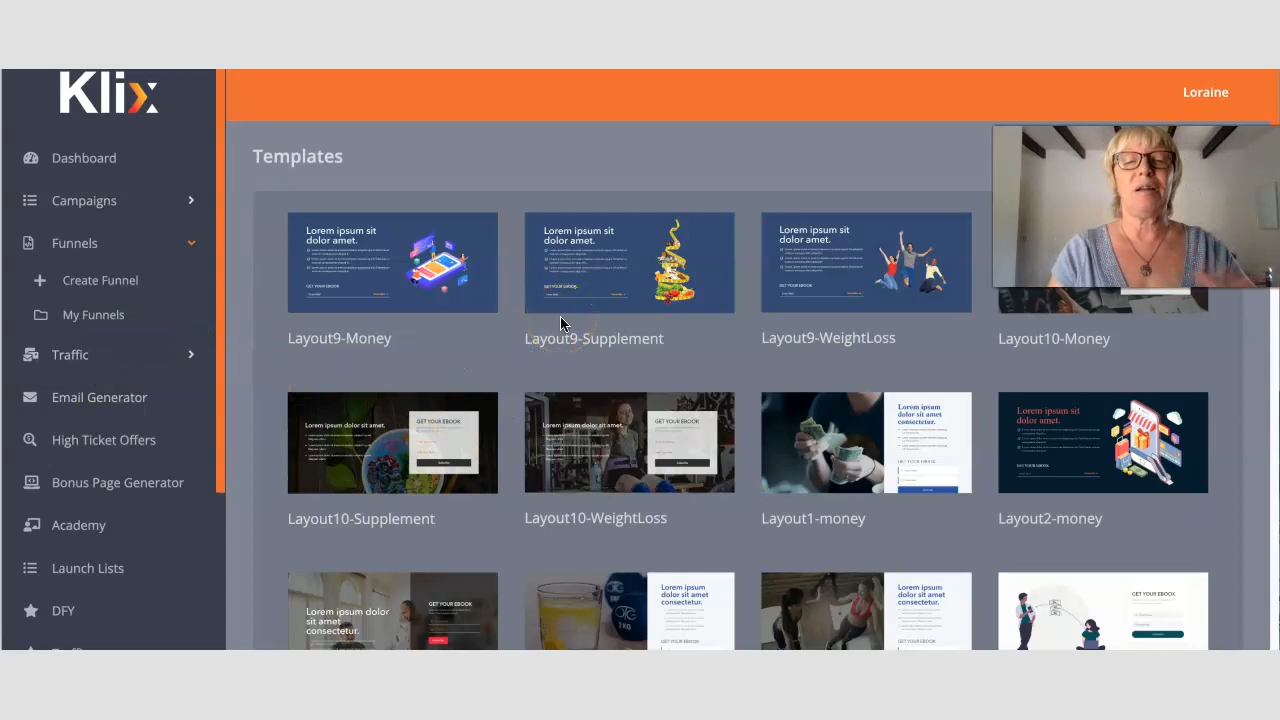 Klix
Loraine
Dashboard
Campaigns
Funnels
Create Funnel
My Funnels
Traffic
Email Generator
High Ticket Offers
Bonus Page Generator
Academy
Launch Lists
DFY
Templates
Lorem ipsum sit
dolor amet.
GET YOUR EBOOK
Layout9-Money
Lorem ipsum sit
dolor amet.
GET YOUR EBOOK
Layout9-Supplement
Lorem ipsum sit
dolor amet.
GET YOUR EBOOK
Layout9-WeightLoss
Layout10-Money
Lorem ipsum dolor sit amet.
GET YOUR EBOOK
Subscribe
Layout10-Supplement
Lorem ipsum dolor sit amet.
GET YOUR EBOOK
Subscribe
Layout10-WeightLoss
Lorem ipsum
dolor sit amet
consectetur.
GET YOUR EBOOK
Layout1-money
Lorem ipsum sit
dolor amet.
GET YOUR EBOOK
Layout2-money
Lorem ipsum dolor
sit amet
consectetur.
GET YOUR EBOOK
Lorem ipsum
dolor sit amet
consectetur.
GET YOUR EBOOK
Lorem ipsum
dolor sit amet
consectetur.
GET YOUR EBOOK
GET YOUR EBOOK